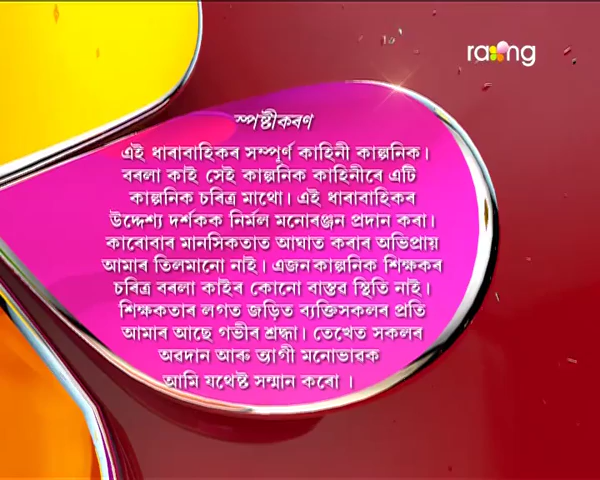 rang
স্পষ্টীকৰণ
এই ধাৰাবাহিকৰ সম্পূৰ্ণ কাহিনী কাল্পনিক।
বৰলা কাই সেই কাল্পনিক কাহিনীৰে এটি
কাল্পনিক চৰিত্ৰ মাথো। এই ধাৰাবাহিকৰ
উদ্দেশ্য দৰ্শকক নিৰ্মল মনোৰঞ্জন প্ৰদান কৰা।
কাৰোবাৰ মানসিকতাত আঘাত কৰাৰ অভিপ্ৰায়
আমাৰ তিলমানো নাই। এজন কাল্পনিক শিক্ষকৰ
চৰিত্ৰ বৰলা কাইৰ কোনো বাস্তৱ স্থিতি নাই।
শিক্ষকতাৰ লগত জড়িত ব্যক্তিসকলৰ প্ৰতি
আমাৰ আছে গভীৰ শ্ৰদ্ধা। তেখেত সকলৰ
অৱদান আৰু ত্যাগী মনোভাৱক
আমি যথেষ্ট সন্মান কৰো ।